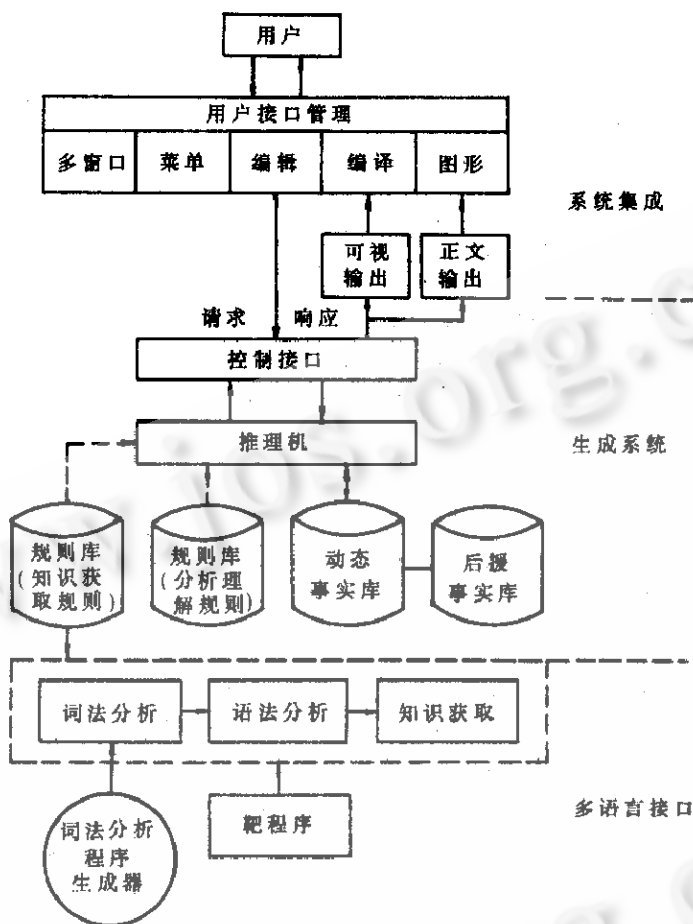 用户
用户接口管理
多窗口 菜单 编辑 编译 图形
系统集成
可视 正文
输出 输出
请求 响应
控制接口
推理机
生成系统
规则库 规则库 动态 后援
(知识获 (分析理 事实库 事实库
取规则) 解规则)
词法分析 语法分析 知识获取
多语言接口
词法分析 靶程序
程序
生成器
www.jos.org.c